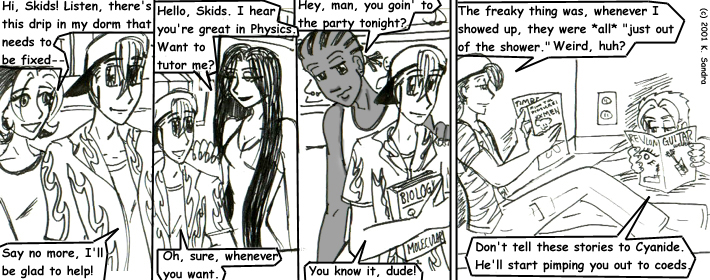 Hi, Skids! Listen, there's
this drip in my dorm that
needs to
be fixed--
Say no more, I'll
be glad to help!
Hello, Skids. I hear
you're great in Physics.
Want to
tutor me?
Oh, sure, whenever
you want.
Hey, man, you goin' to
the party tonight?
BIOLOGY
MOLECULAR
You know it, dude!
The freaky thing was, whenever I
showed up, they were *all* "just out
of the shower." Weird, huh?
TIME
GUITAR
Don't tell these stories to Cyanide.
He'll start pimping you out to coeds.
(c) 2001 K. Sandra